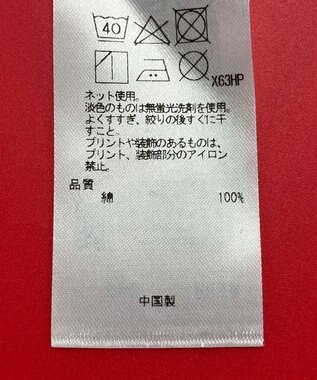 40
X63HP
ネット使用。
淡色のものは無蛍光洗剤を使用。
よくすすぎ、絞りの後すぐに干
すこと。
プリントや装飾のあるものは、
プリント、装飾部分のアイロン
禁止。
品質
綿 100%
中国製